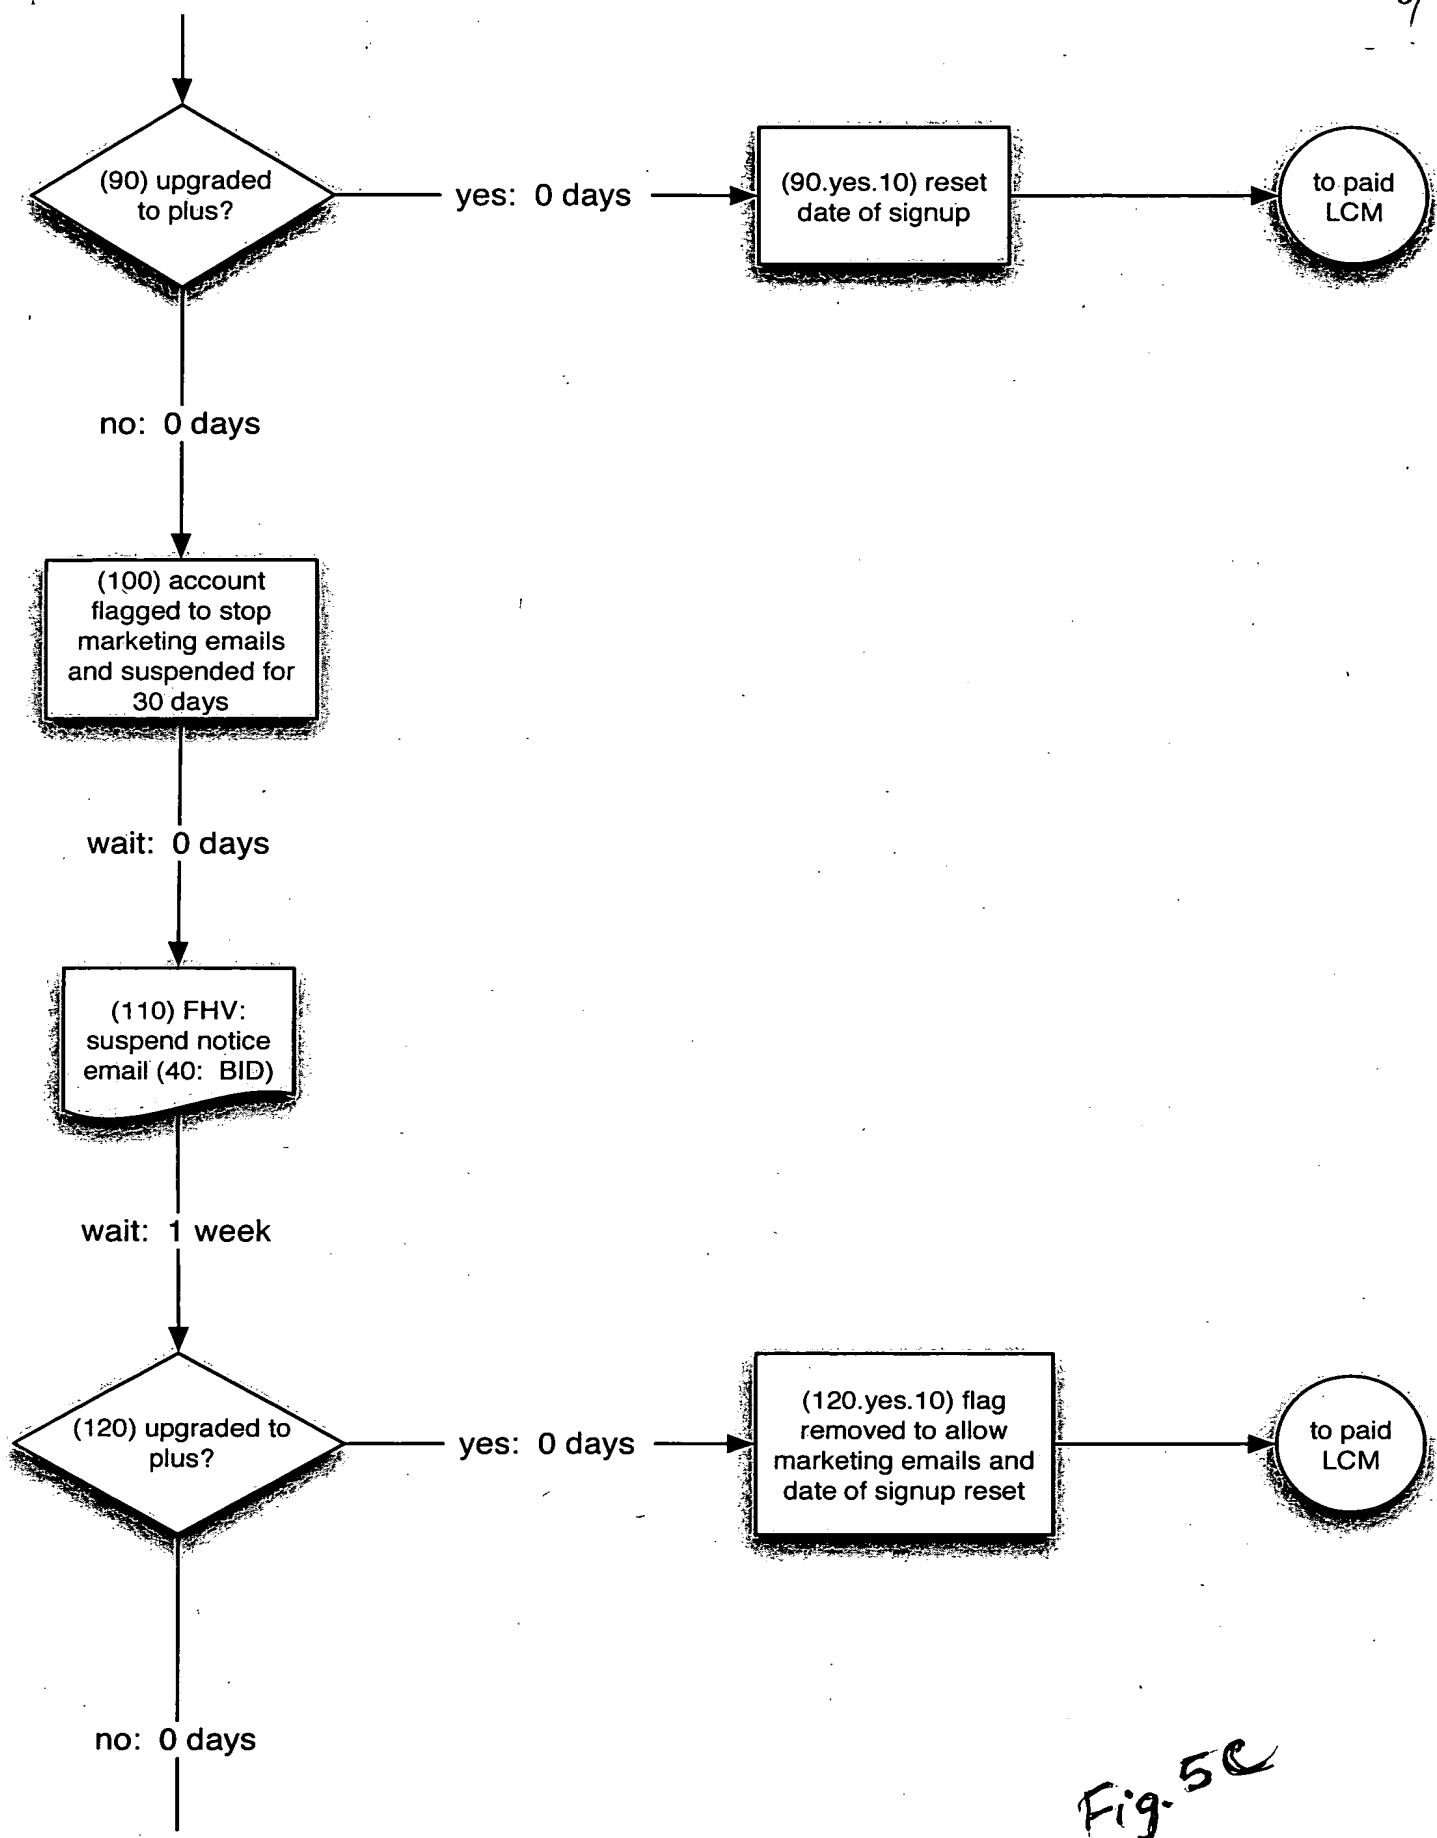 (90) upgraded
to plus?
yes: 0 days
(90.yes.10) reset
date of signup
to paid
LCM
no: 0 days
(100) account
flagged to stop
marketing emails
and suspended for
30 days
wait: 0 days
(110) FHV:
suspend notice
email (40: BID)
wait: 1 week
(120) upgraded to
plus?
yes: 0 days
(120.yes.10) flag
removed to allow
marketing emails and
date of signup reset
to paid
LCM
no: 0 days
Fig. 5C